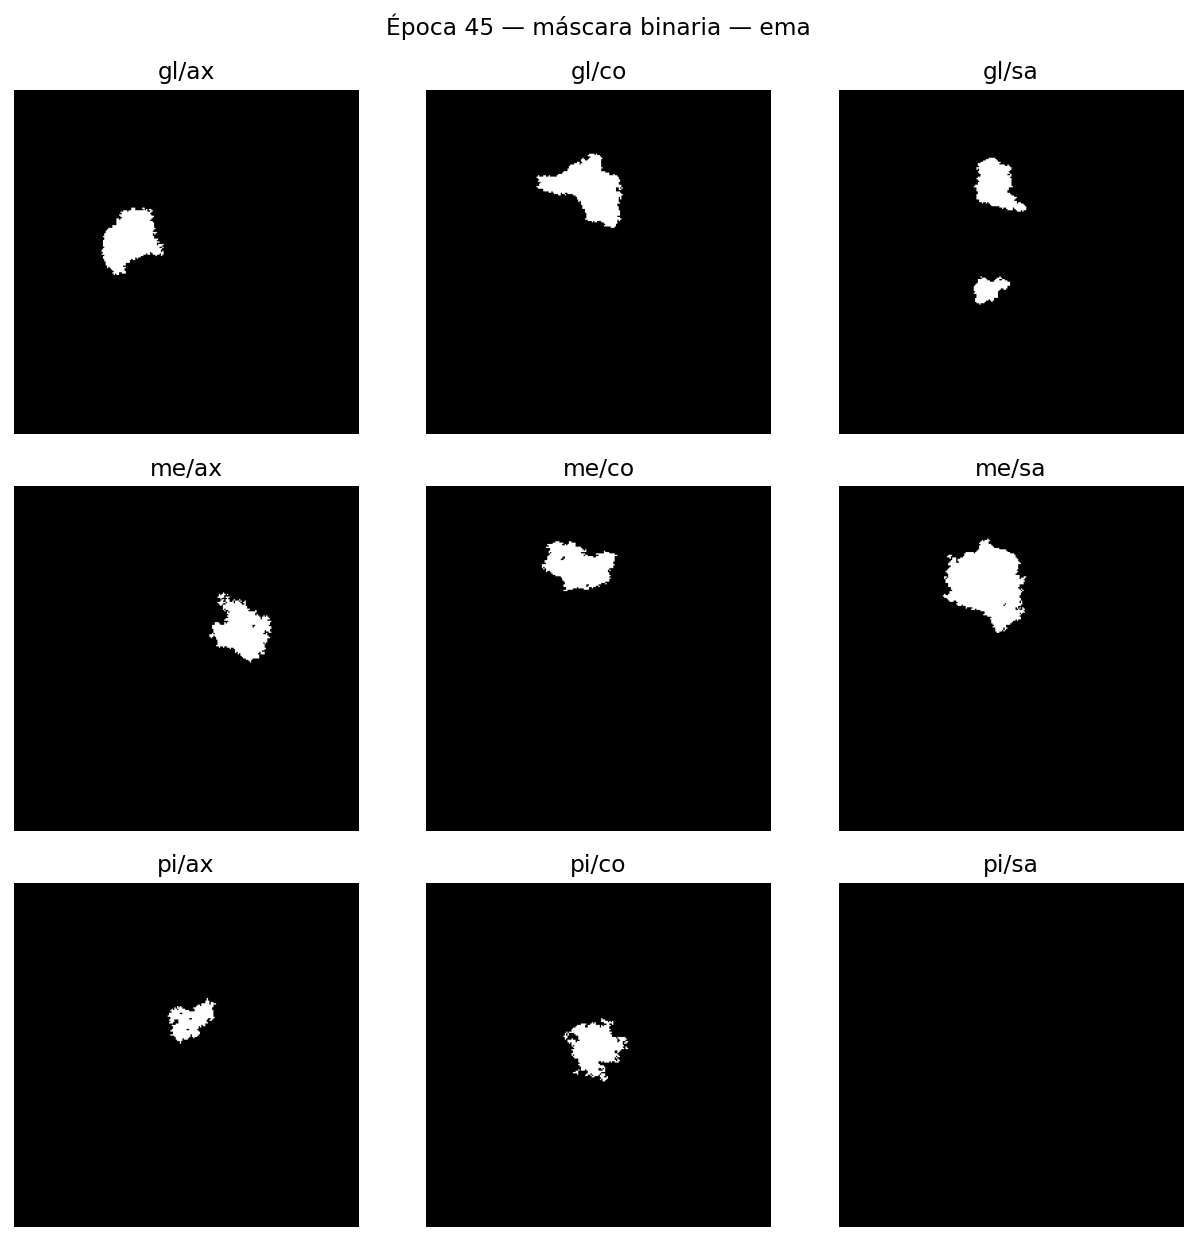 Época 45 — máscara binaria — ema
gl/ax
gl/co
gl/sa
me/ax
me/co
me/sa
pi/ax
pi/co
pi/sa